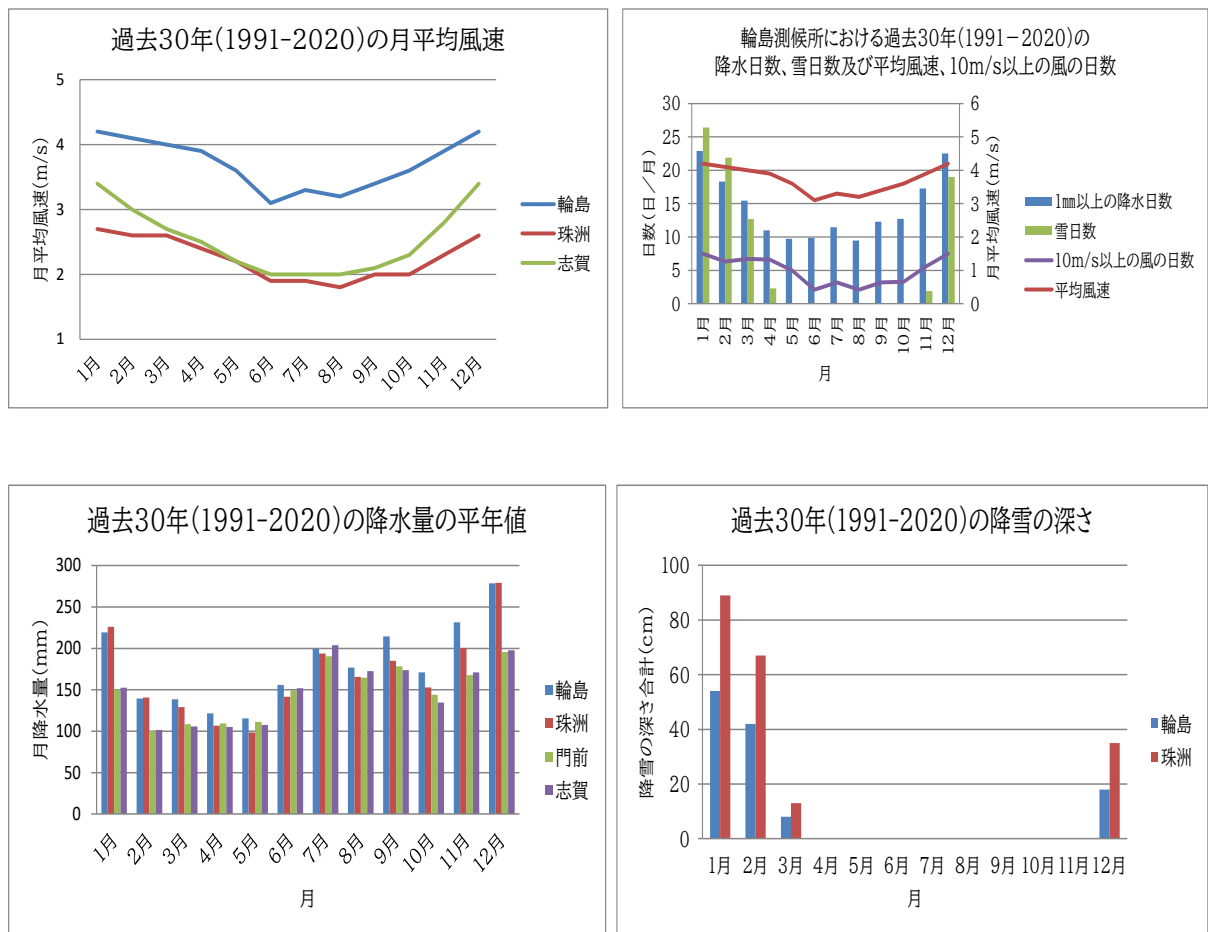 過去30年(1991-2020)の月平均風速
月平均風速(m/s)
5
4
3
2
1
1月 2月 3月 4月 5月 6月 7月 8月 9月 10月 11月 12月
輪島
珠洲
志賀
輪島測候所における過去30年(1991－2020)の
降水日数、雪日数及び平均風速、10m/s以上の風の日数
日数(日／月)
30
25
20
15
10
5
0
6
5
4
3
2
1
0
月平均風速(m/s)
1月 2月 3月 4月 5月 6月 7月 8月 9月 10月 11月 12月
月
1mm以上の降水日数
雪日数
10m/s以上の風の日数
平均風速
過去30年(1991-2020)の降水量の平年値
月降水量(mm)
300
250
200
150
100
50
0
1月 2月 3月 4月 5月 6月 7月 8月 9月 10月 11月 12月
月
輪島
珠洲
門前
志賀
過去30年(1991-2020)の降雪の深さ
降雪の深さ合計(cm)
100
80
60
40
20
0
1月 2月 3月 4月 5月 6月 7月 8月 9月 10月 11月 12月
月
輪島
珠洲